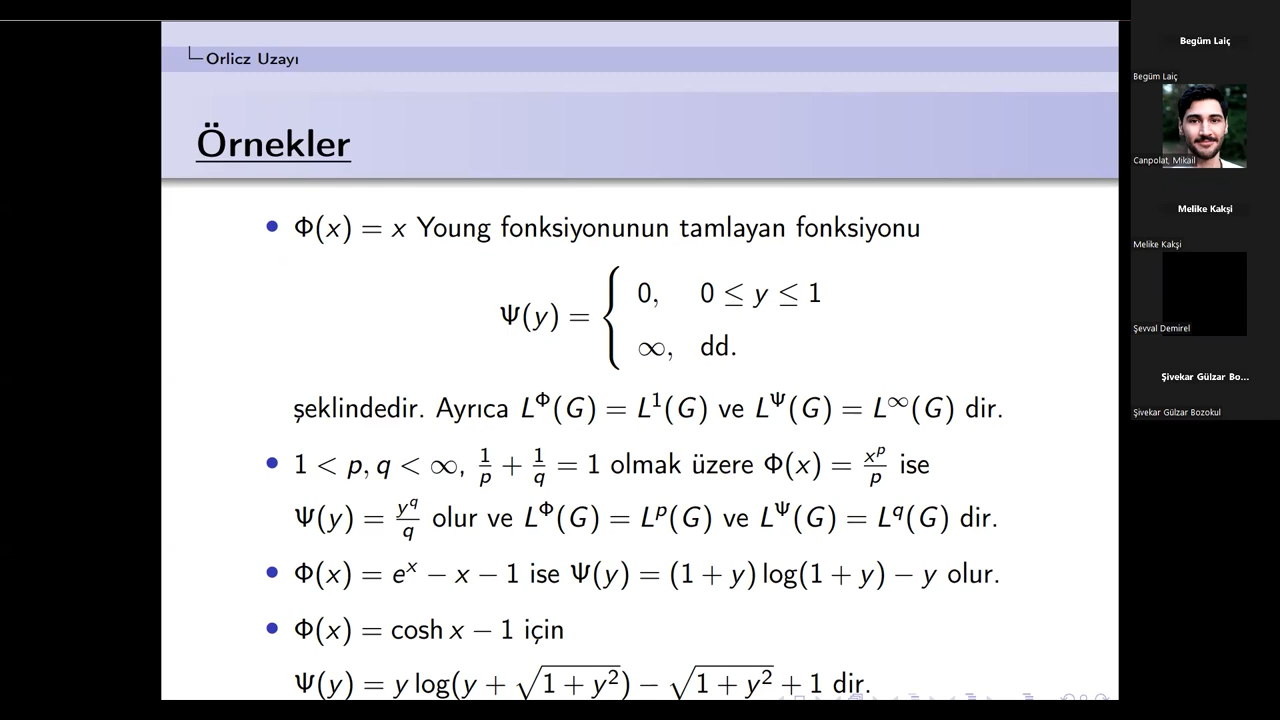 Orlicz Uzayı
Örnekler
• Φ(x) = x Young fonksiyonunun tamlayan fonksiyonu
Ψ(y) = { 0, 0 ≤ y ≤ 1
∞, dd.
şeklindedir. Ayrıca L^Φ(G) = L^1(G) ve L^Ψ(G) = L^∞(G) dir.
• 1 < p, q < ∞, 1/p + 1/q = 1 olmak üzere Φ(x) = x^p/p ise
Ψ(y) = y^q/q olur ve L^Φ(G) = L^p(G) ve L^Ψ(G) = L^q(G) dir.
• Φ(x) = e^x − x − 1 ise Ψ(y) = (1 + y) log(1 + y) − y olur.
• Φ(x) = cosh x − 1 için
Ψ(y) = y log(y + √(1 + y²)) − √(1 + y²) + 1 dir.
Begüm Laiç
Begüm Laiç
Canpolat, Mikail
Melike Kakşi
Melike Kakşi
Şevval Demirel
Şivekar Gülzar Bo...
Şivekar Gülzar Bozokul